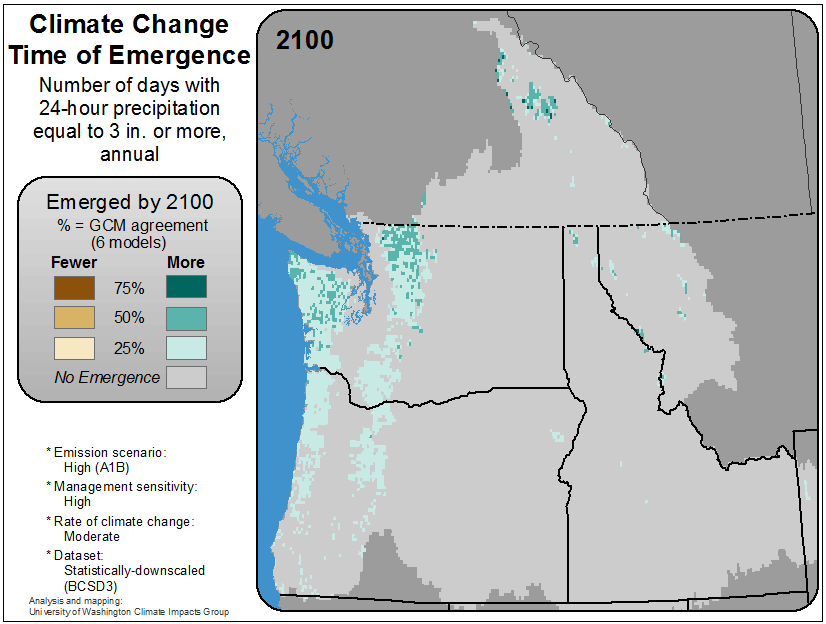 Climate Change
Time of Emergence
Number of days with
24-hour precipitation
equal to 3 in. or more,
annual
2100
Emerged by 2100
% = GCM agreement
(6 models)
Fewer More
75%
50%
25%
No Emergence
* Emission scenario:
High (A1B)
* Management sensitivity:
High
* Rate of climate change:
Moderate
* Dataset:
Statistically-downscaled
(BCSD3)
Analysis and mapping:
University of Washington Climate Impacts Group